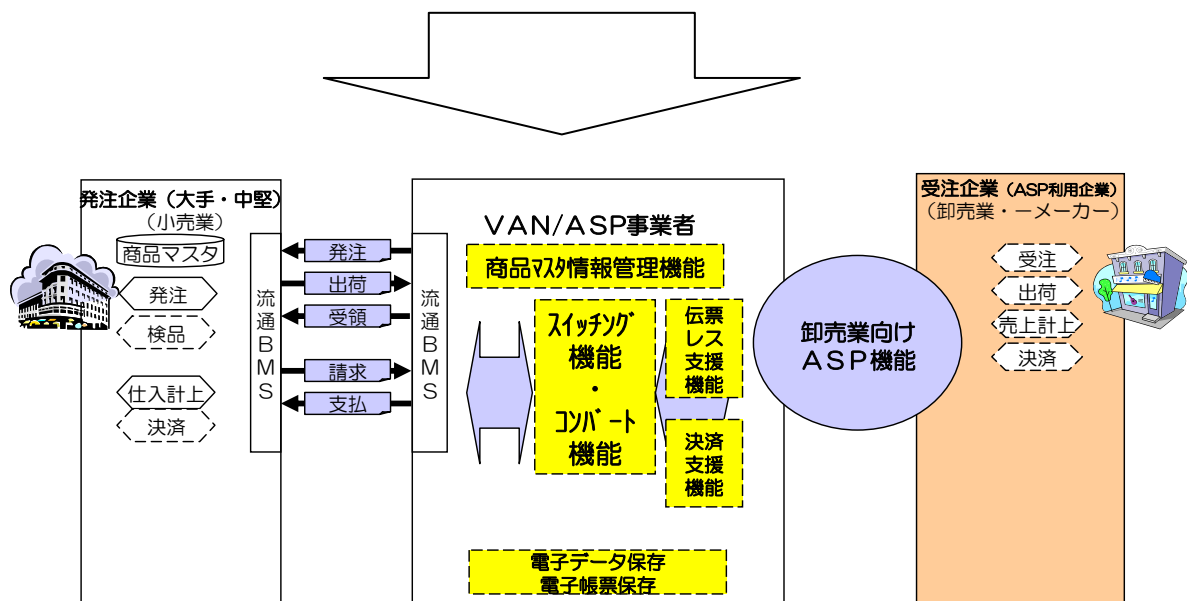 発注企業（大手・中堅）
（小売業）
商品マスタ
発注
検品
仕入計上
決済
流通BMS
発注
出荷
受領
請求
支払
流通BMS
VAN/ASP事業者
商品ﾏｽﾀ情報管理機能
ｽｲｯﾁﾝｸﾞ
機能
・
ｺﾝﾊﾞｰﾄ
機能
伝票
レス
支援
機能
決済
支援
機能
電子データ保存
電子帳票保存
卸売業向け
ASP機能
受注企業（ASP利用企業）
（卸売業・－メーカー）
受注
出荷
売上計上
決済